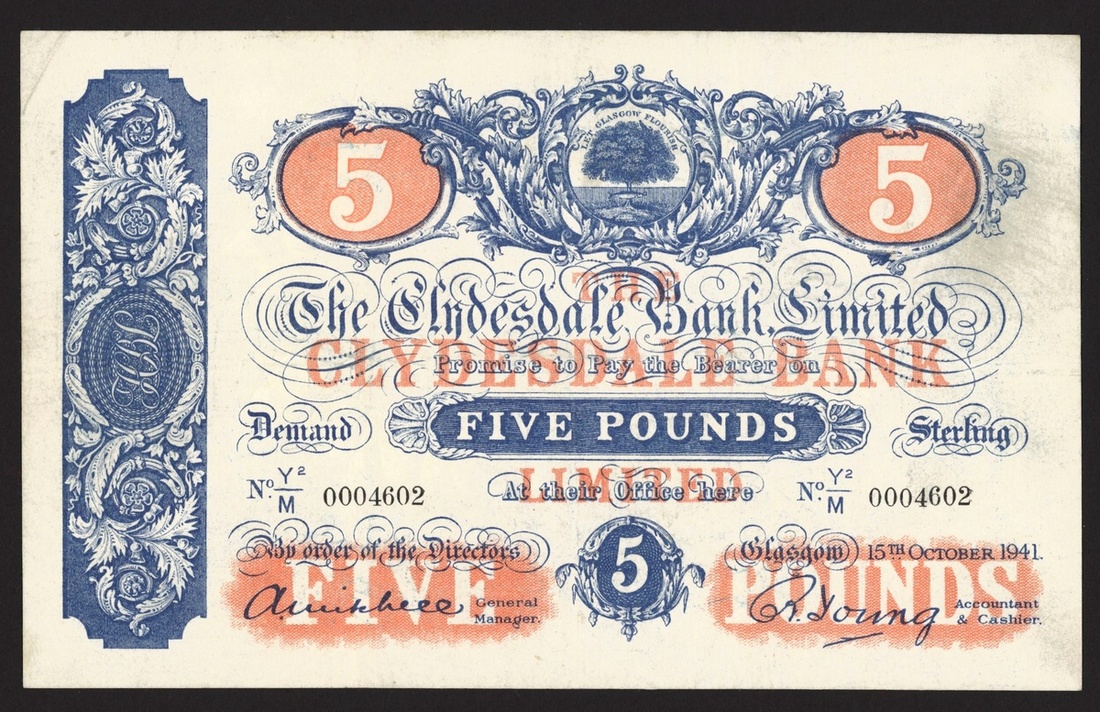 LET GLASGOW FLOURISH
5 5
THE
The Clydesdale Bank, Limited
CLYDESDALE BANK
Promise to Pay the Bearer on
Demand FIVE POUNDS Sterling
LIMITED
No. Y2/M 0004602 At their Office here No. Y2/M 0004602
By order of the Directors 5 Glasgow 15TH OCTOBER 1941.
FIVE POUNDS
General Manager. R. Young Accountant & Cashier.